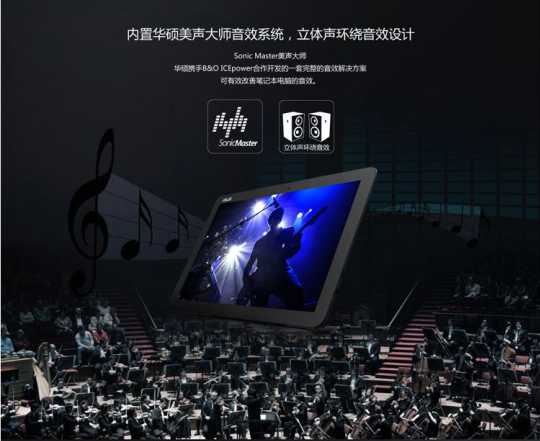 内置华硕美声大师音效系统，立体声环绕音效设计
Sonic Master美声大师
华硕携手B&O ICEpower合作开发的一套完整的音效解决方案
可有效改善笔记本电脑的音效。
SonicMaster
立体声环绕音效
ASUS